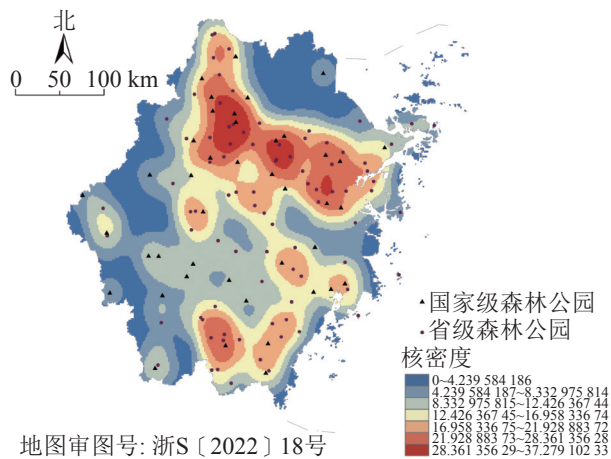 北
0 50 100 km
国家级森林公园
省级森林公园
核密度
0~4.239 584 186
4.239 584 187~8.332 975 814
8.332 975 815~12.426 367 44
12.426 367 45~16.958 336 74
16.958 336 75~21.928 883 72
21.928 883 73~28.361 356 28
28.361 356 29~37.279 102 33
地图审图号: 浙S〔2022〕18号